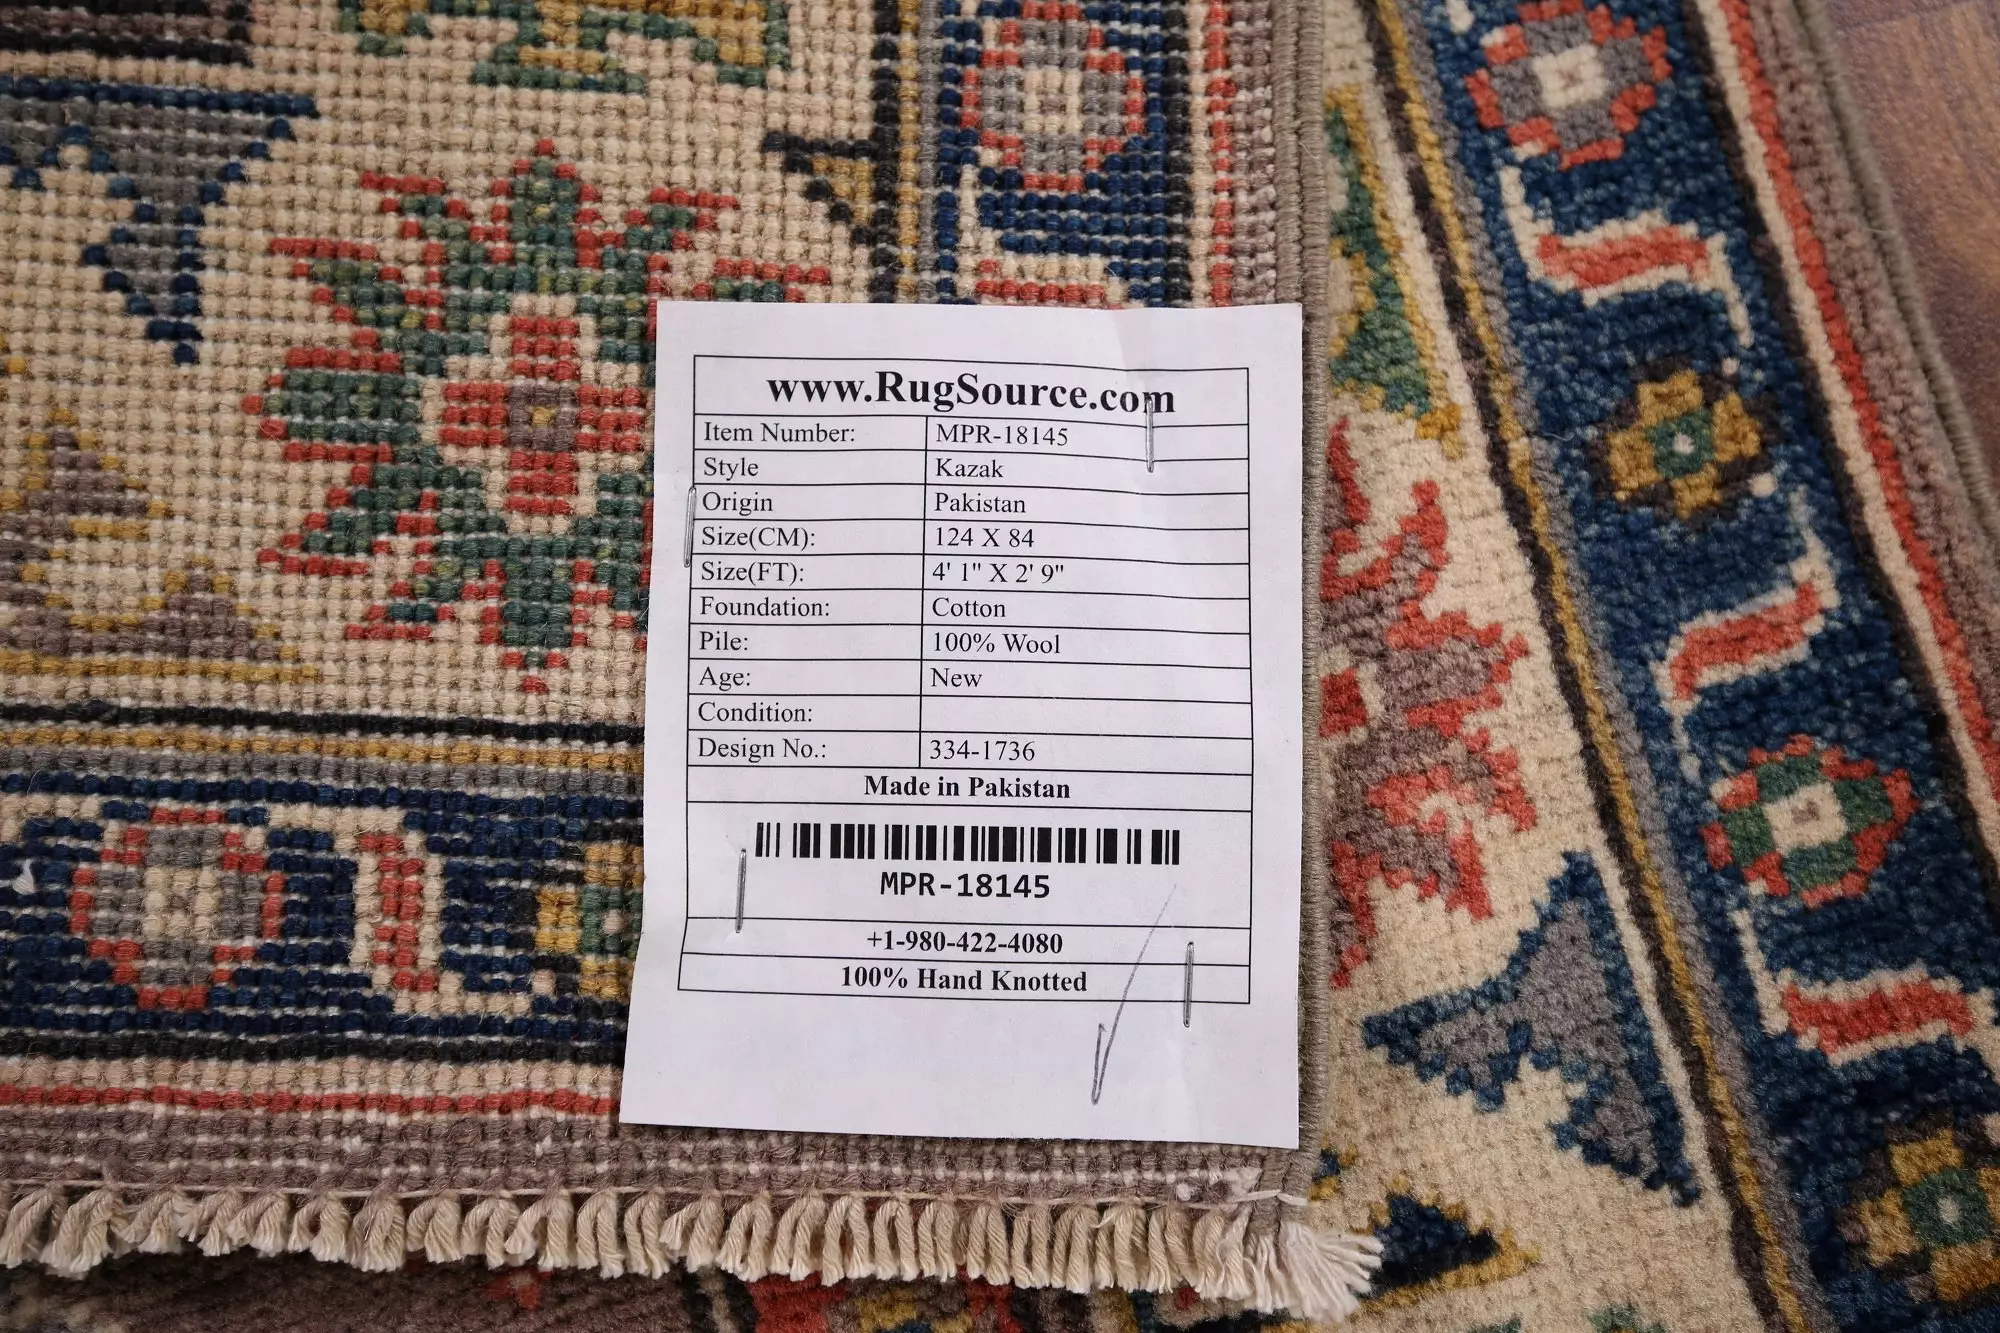 www.RugSource.com
Item Number: MPR-18145
Style Kazak
Origin Pakistan
Size(CM): 124 X 84
Size(FT): 4' 1" X 2' 9"
Foundation: Cotton
Pile: 100% Wool
Age: New
Condition:
Design No.: 334-1736
Made in Pakistan
MPR-18145
+1-980-422-4080
100% Hand Knotted